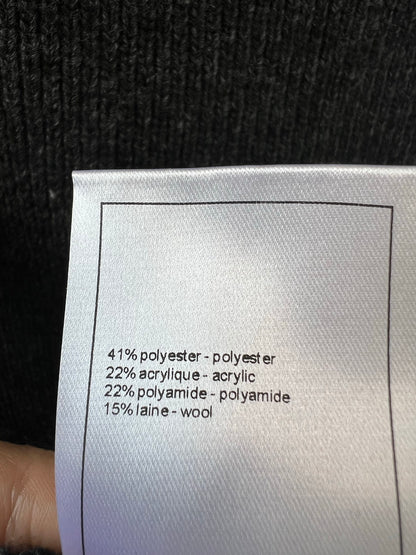 41% polyester - polyester
22% acrylique - acrylic
22% polyamide - polyamide
15% laine - wool